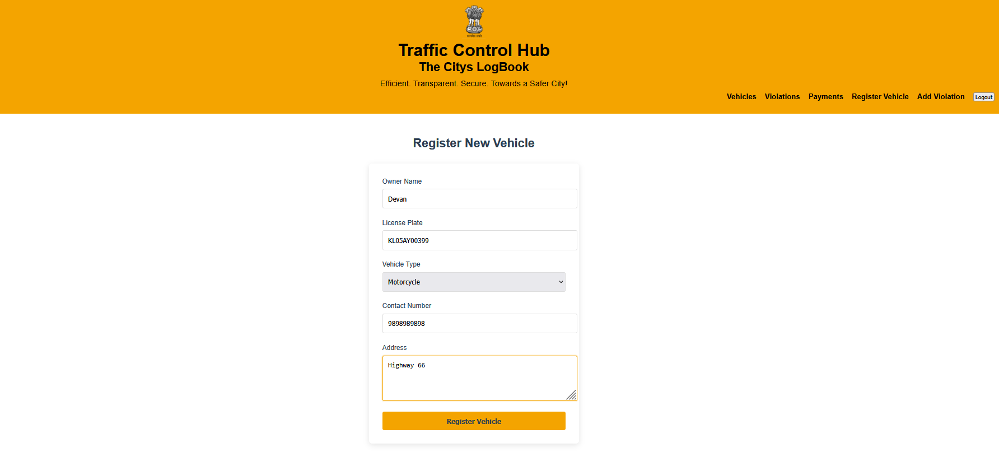 Traffic Control Hub
The Citys LogBook
Efficient. Transparent. Secure. Towards a Safer City!
Vehicles Violations Payments Register Vehicle Add Violation Logout
Register New Vehicle
Owner Name
Devan
License Plate
KL05AY00399
Vehicle Type
Motorcycle
Contact Number
9898989898
Address
Highway 66
Register Vehicle